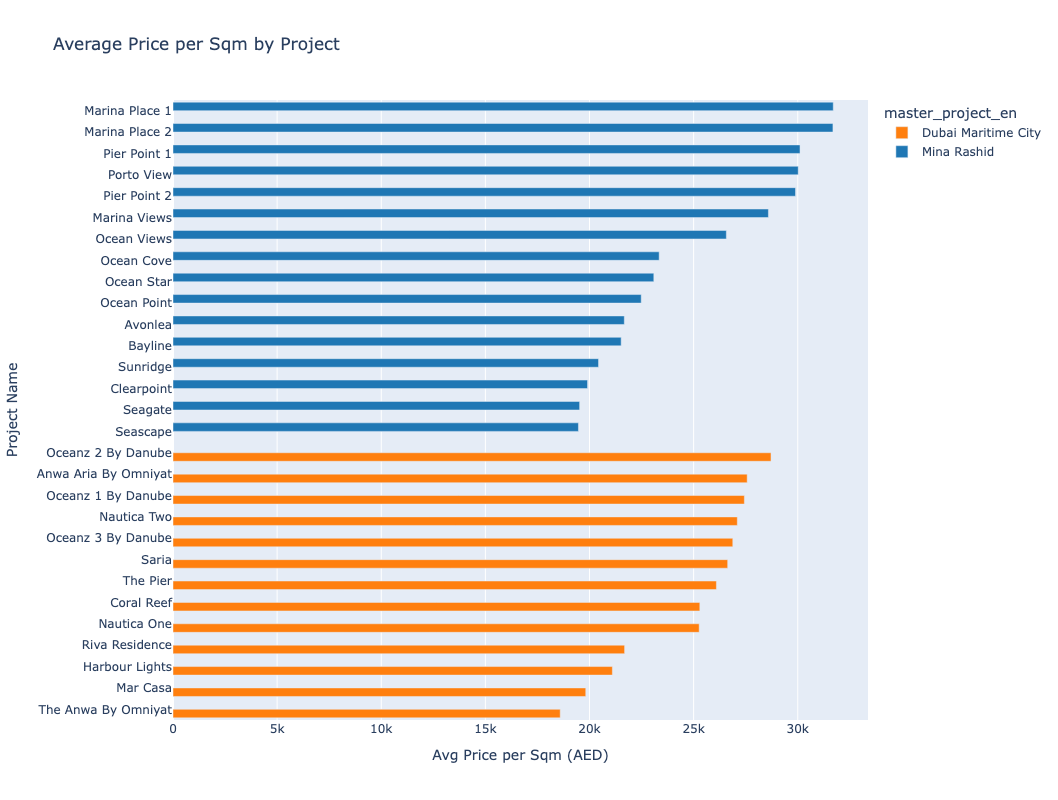 Average Price per Sqm by Project
master_project_en
Dubai Maritime City
Mina Rashid
Project Name
Marina Place 1
Marina Place 2
Pier Point 1
Porto View
Pier Point 2
Marina Views
Ocean Views
Ocean Cove
Ocean Star
Ocean Point
Avonlea
Bayline
Sunridge
Clearpoint
Seagate
Seascape
Oceanz 2 By Danube
Anwa Aria By Omniyat
Oceanz 1 By Danube
Nautica Two
Oceanz 3 By Danube
Saria
The Pier
Coral Reef
Nautica One
Riva Residence
Harbour Lights
Mar Casa
The Anwa By Omniyat
0 5k 10k 15k 20k 25k 30k
Avg Price per Sqm (AED)